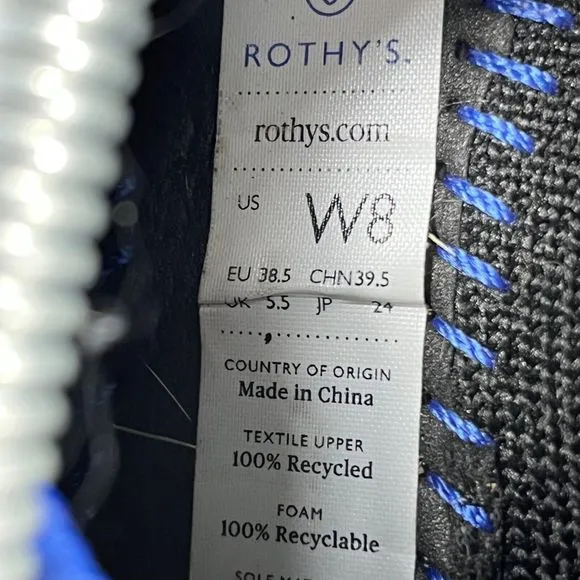 ROTHY'S
rothys.com
US W8
EU 38.5 CHN 39.5
UK 5.5 JP 24
COUNTRY OF ORIGIN
Made in China
TEXTILE UPPER
100% Recycled
FOAM
100% Recyclable